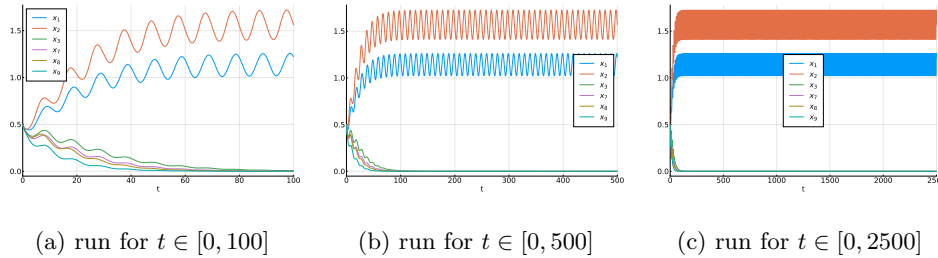 1.5
1.0
0.5
0.0
0
20
40
60
80
100
t
x₁
x₂
x₃
x₇
x₈
x₉
(a) run for t ∈ [0, 100]
1.5
1.0
0.5
0.0
0
100
200
300
400
500
t
x₁
x₂
x₃
x₇
x₈
x₉
(b) run for t ∈ [0, 500]
1.5
1.0
0.5
0.0
0
500
1000
1500
2000
2500
t
x₁
x₂
x₃
x₇
x₈
x₉
(c) run for t ∈ [0, 2500]